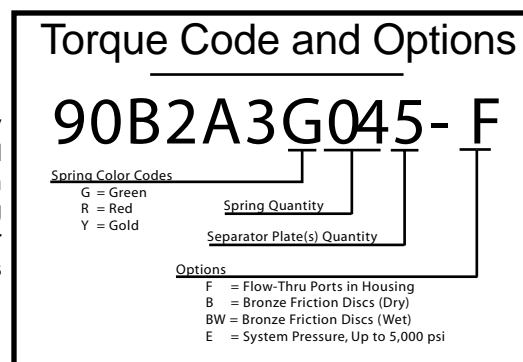 Torque Code and Options
90B2A3G045- F
Spring Color Codes
G = Green
R = Red
Y = Gold
Spring Quantity
Separator Plate(s) Quantity
Options
F = Flow-Thru Ports in Housing
B = Bronze Friction Discs (Dry)
BW = Bronze Friction Discs (Wet)
E = System Pressure, Up to 5,000 psi